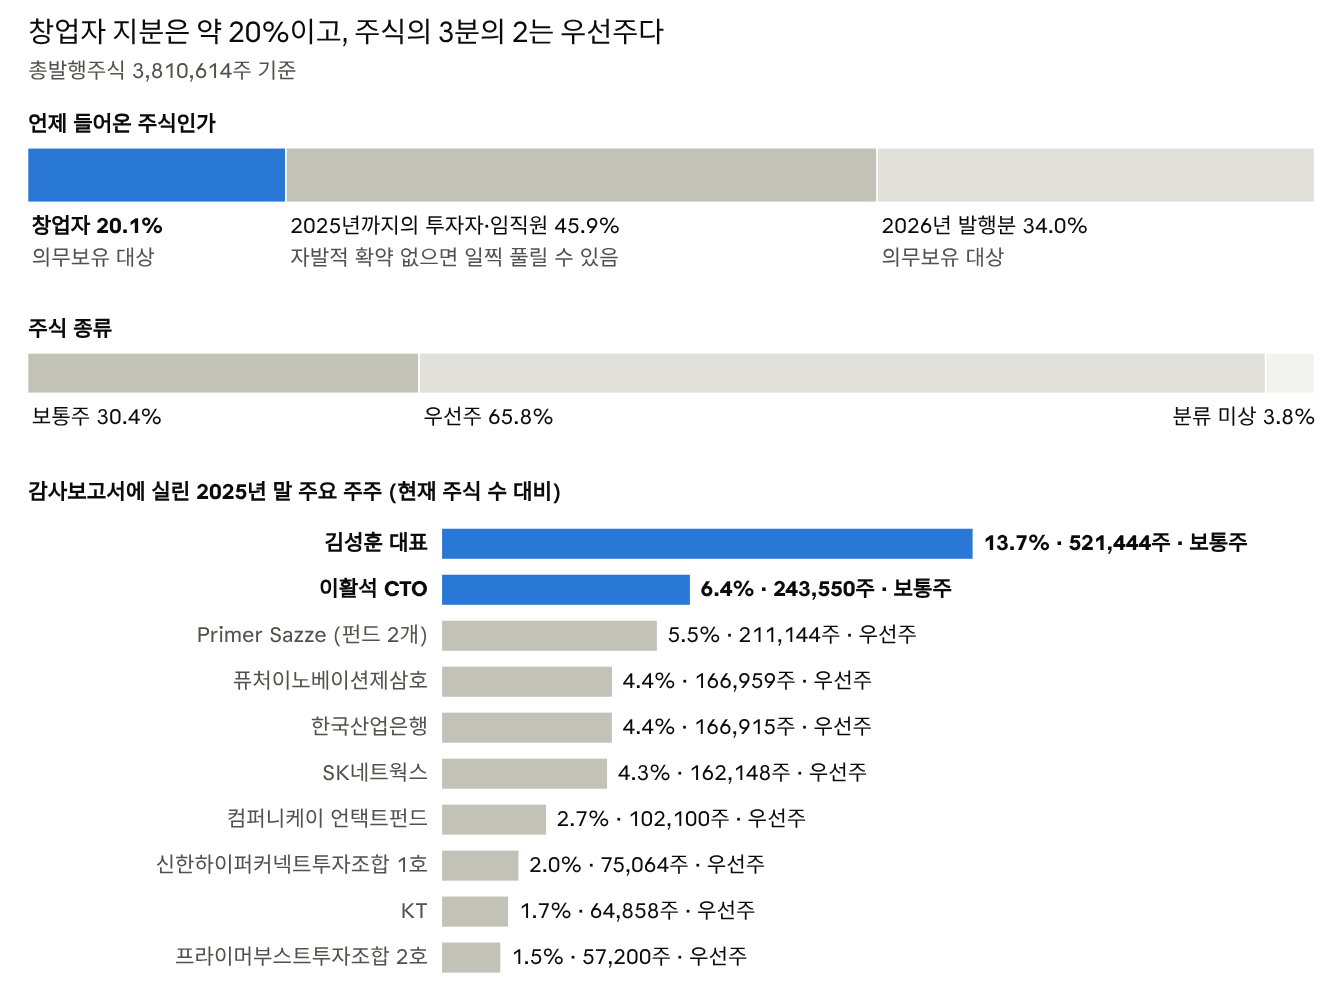 창업자 지분은 약 20%이고, 주식의 3분의 2는 우선주다
총발행주식 3,810,614주 기준
언제 들어온 주식인가
창업자 20.1%
의무보유 대상
2025년까지의 투자자·임직원 45.9%
자발적 확약 없으면 일찍 풀릴 수 있음
2026년 발행분 34.0%
의무보유 대상
주식 종류
보통주 30.4%
우선주 65.8%
분류 미상 3.8%
감사보고서에 실린 2025년 말 주요 주주 (현재 주식 수 대비)
김성훈 대표 13.7% · 521,444주 · 보통주
이활석 CTO 6.4% · 243,550주 · 보통주
Primer Sazze (펀드 2개) 5.5% · 211,144주 · 우선주
퓨처이노베이션제삼호 4.4% · 166,959주 · 우선주
한국산업은행 4.4% · 166,915주 · 우선주
SK네트웍스 4.3% · 162,148주 · 우선주
컴퍼니케이 언택트펀드 2.7% · 102,100주 · 우선주
신한하이퍼커넥트투자조합 1호 2.0% · 75,064주 · 우선주
KT 1.7% · 64,858주 · 우선주
프라이머부스트투자조합 2호 1.5% · 57,200주 · 우선주